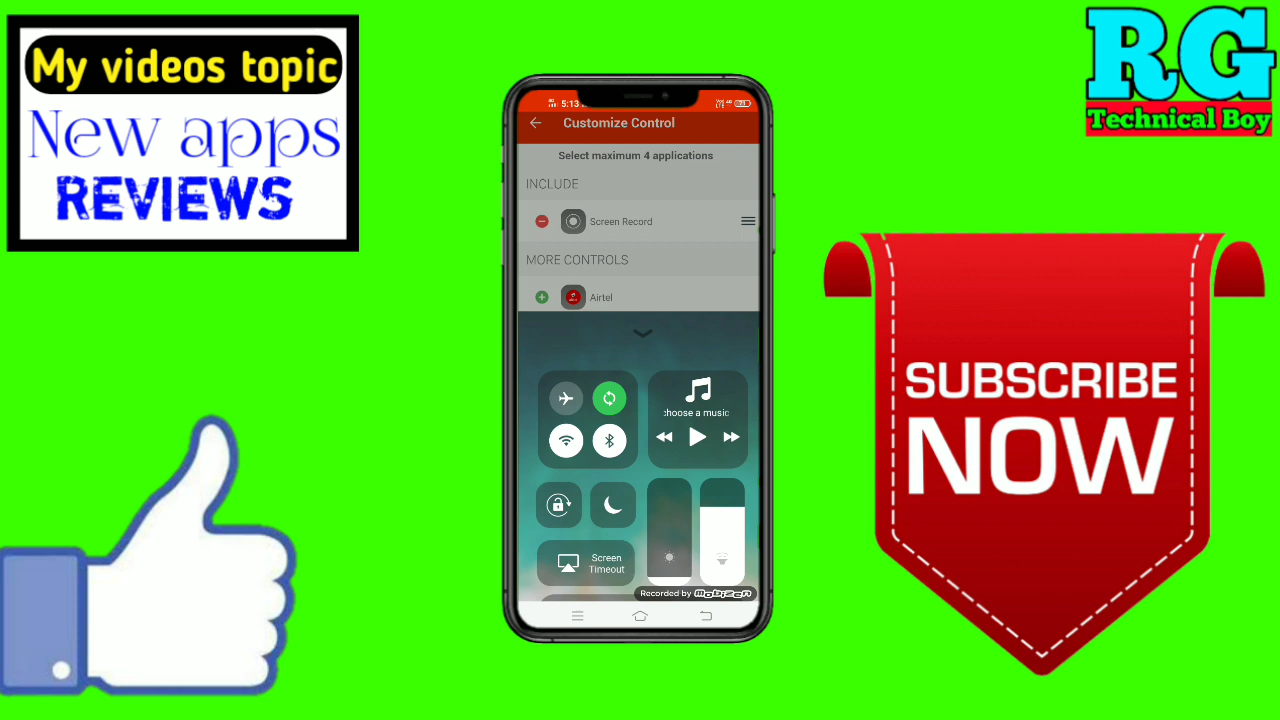 My videos topic
New apps
REVIEWS
RG
Technical Boy
5:13
Customize Control
Select maximum 4 applications
INCLUDE
Screen Record
MORE CONTROLS
Airtel
choose a music
Screen
Timeout
Recorded by mobizen
SUBSCRIBE
NOW